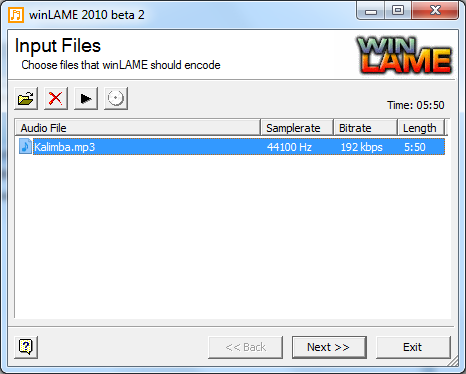 winLAME 2010 beta 2
Input Files
Choose files that winLAME should encode
WIN
LAME
Time: 05:50
Audio File Samplerate Bitrate Length
Kalimba.mp3 44100 Hz 192 kbps 5:50
?
<< Back Next >> Exit